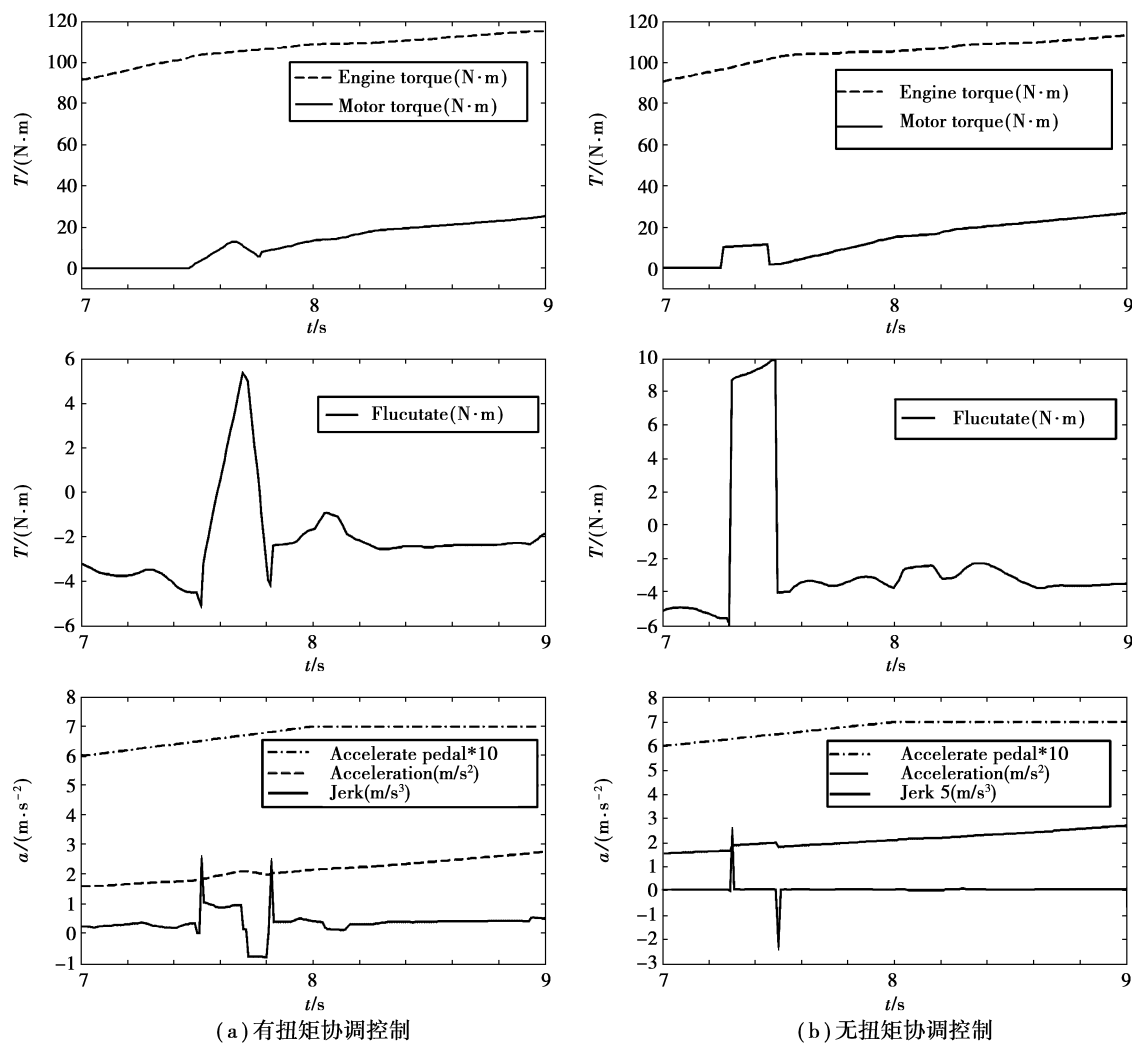 120
100
80
60
40
20
0
T/(N·m)
Engine torque(N·m)
Motor torque(N·m)
7 8 9
t/s
120
100
80
60
40
20
0
T/(N·m)
Engine torque(N·m)
Motor torque(N·m)
7 8 9
t/s
6
4
2
0
-2
-4
-6
T/(N·m)
Flucutate(N·m)
7 8 9
t/s
10
8
6
4
2
0
-2
-4
-6
T/(N·m)
Flucutate(N·m)
7 8 9
t/s
8
7
6
5
4
3
2
1
0
-1
a/(m·s⁻²)
Accelerate pedal*10
Acceleration(m/s²)
Jerk(m/s³)
7 8 9
t/s
(a)有扭矩协调控制
8
7
6
5
4
3
2
1
0
-1
-2
-3
a/(m·s⁻²)
Accelerate pedal*10
Acceleration(m/s²)
Jerk 5(m/s³)
7 8 9
t/s
(b)无扭矩协调控制